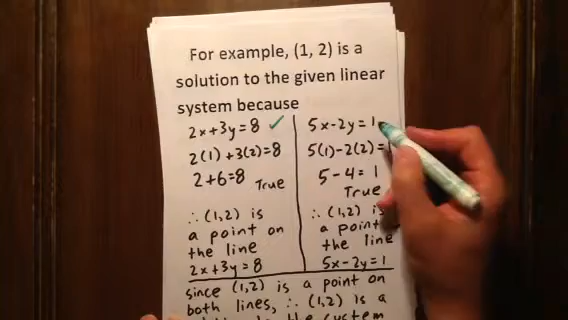 For example, (1, 2) is a
solution to the given linear
system because
2x+3y=8 ✓
2(1)+3(2)=8
2+6=8
True
∴ (1,2) is
a point on
the line
2x+3y=8
5x-2y=1
5(1)-2(2)=1
5-4=1
True
∴ (1,2) is
a point
the line
5x-2y=1
since (1,2) is a point on
both lines, ∴ (1,2) is a